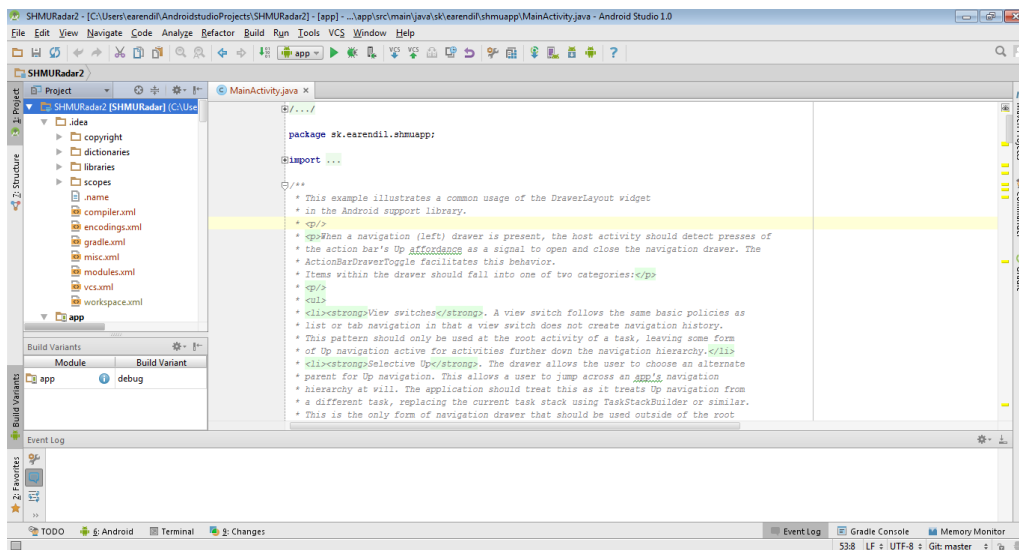 SHMURadar2 - [C:\Users\earendil\AndroidstudioProjects\SHMURadar2] - [app] - ...\app\src\main\java\sk\earendil\shmuapp\MainActivity.java - Android Studio 1.0
File Edit View Navigate Code Analyze Refactor Build Run Tools VCS Window Help
app
SHMURadar2
1: Project
2: Structure
Build Variants
2: Favorites
Project
SHMURadar2 [SHMURadar] (C:\Use
.idea
copyright
dictionaries
libraries
scopes
.name
compiler.xml
encodings.xml
gradle.xml
misc.xml
modules.xml
vcs.xml
workspace.xml
app
Build Variants
Module Build Variant
app debug
MainActivity.java
/.../
package sk.earendil.shmuapp;
import ...
/**
* This example illustrates a common usage of the DrawerLayout widget
* in the Android support library.
* <p/>
* <p>When a navigation (left) drawer is present, the host activity should detect presses of
* the action bar's Up affordance as a signal to open and close the navigation drawer. The
* ActionBarDrawerToggle facilitates this behavior.
* Items within the drawer should fall into one of two categories:</p>
* <p/>
* <ul>
* <li><strong>View switches</strong>. A view switch follows the same basic policies as
* list or tab navigation in that a view switch does not create navigation history.
* This pattern should only be used at the root activity of a task, leaving some form
* of Up navigation active for activities further down the navigation hierarchy.</li>
* <li><strong>Selective Up</strong>. The drawer allows the user to choose an alternate
* parent for Up navigation. This allows a user to jump across an app's navigation
* hierarchy at will. The application should treat this as it treats Up navigation from
* a different task, replacing the current task stack using TaskStackBuilder or similar.
* This is the only form of navigation drawer that should be used outside of the root
Event Log
TODO 6: Android Terminal 9: Changes Event Log Gradle Console Memory Monitor
53:8 LF UTF-8 Git: master